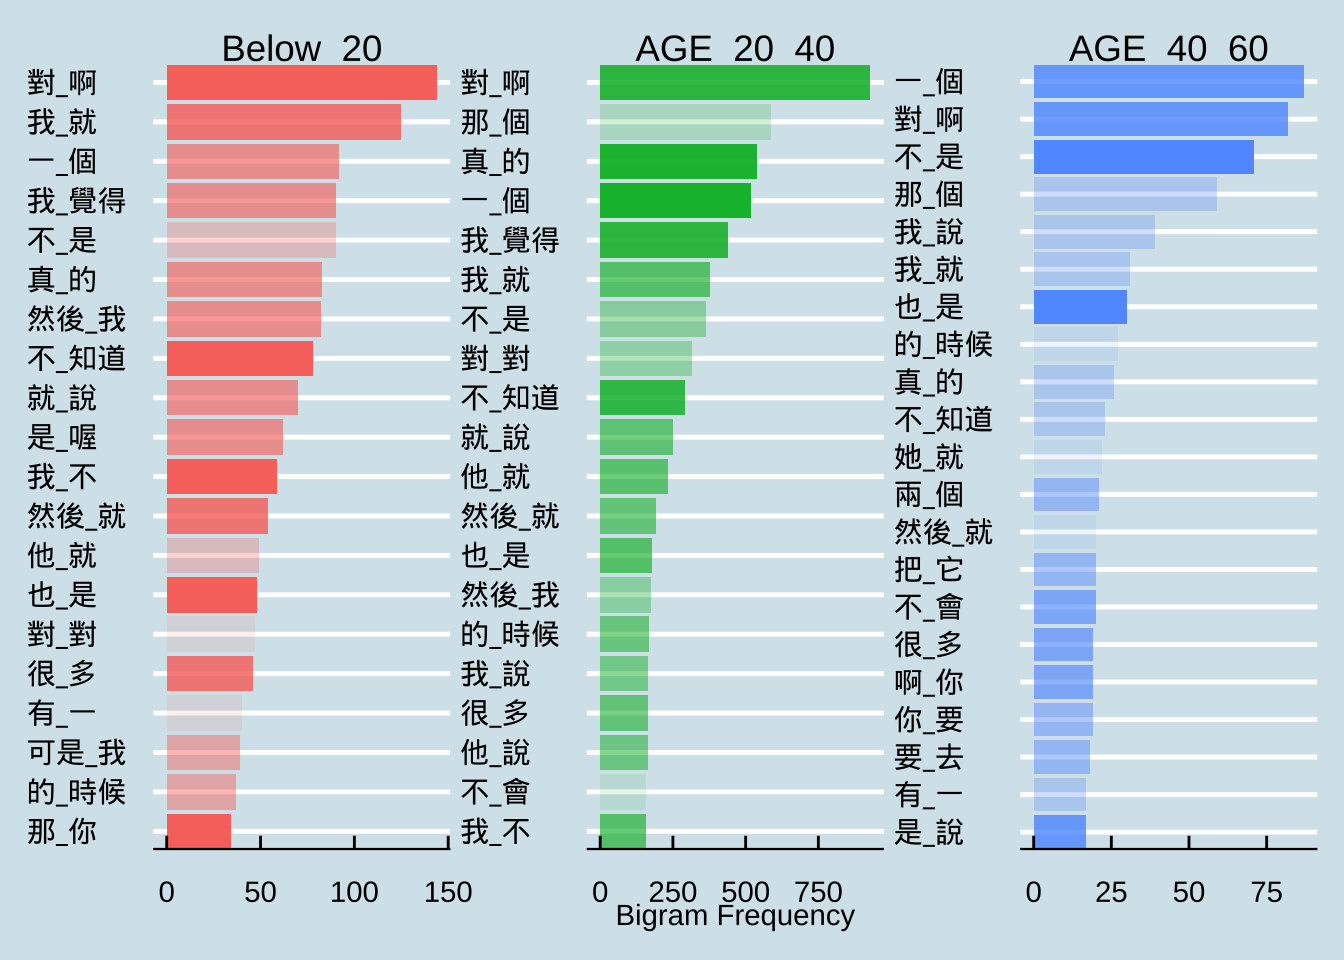 Below 20
對_啊
我_就
一_個
我_覺得
不_是
真_的
然後_我
不_知道
就_說
是_喔
我_不
然後_就
他_就
也_是
對_對
很_多
有_一
可是_我
的_時候
那_你
0 50 100 150
AGE 20 40
對_啊
那_個
真_的
一_個
我_覺得
我_就
不_是
對_對
不_知道
就_說
他_就
然後_就
也_是
然後_我
的_時候
我_說
很_多
他_說
不_會
我_不
0 250 500 750
AGE 40 60
一_個
對_啊
不_是
那_個
我_說
我_就
也_是
的_時候
真_的
不_知道
她_就
兩_個
然後_就
把_它
不_會
很_多
啊_你
你_要
要_去
有_一
是_說
0 25 50 75
Bigram Frequency